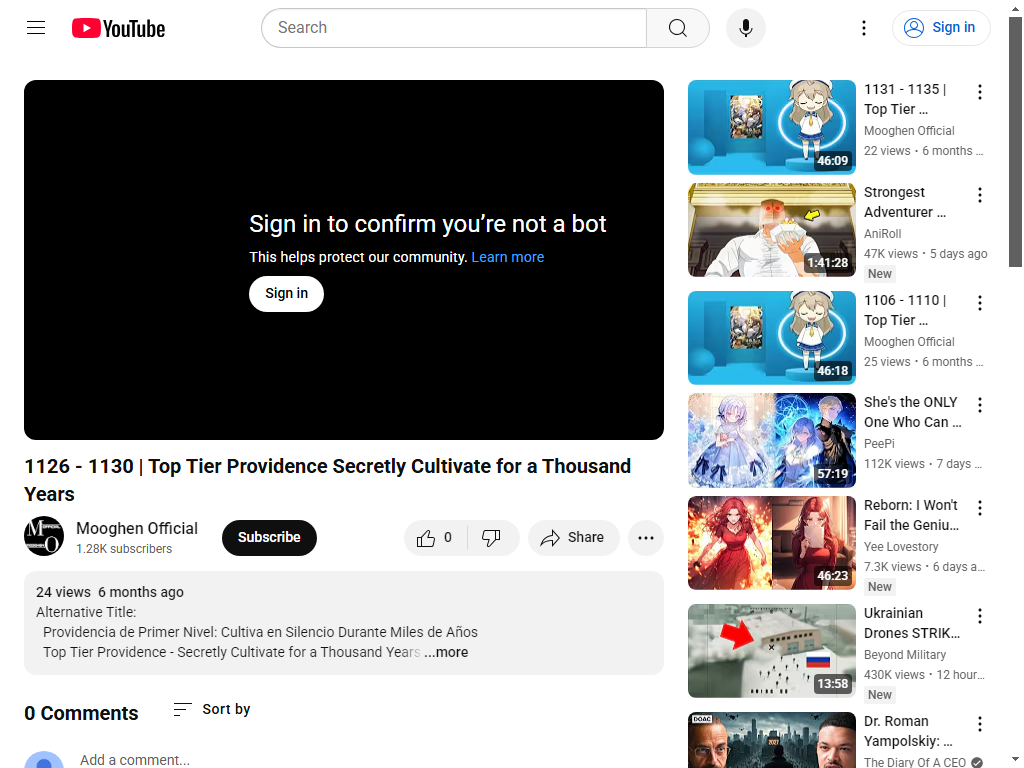 YouTube
Search
Sign in
Sign in to confirm you’re not a bot
This helps protect our community. Learn more
Sign in
1126 - 1130 | Top Tier Providence Secretly Cultivate for a Thousand
Years
Mooghen Official
1.28K subscribers
Subscribe
0
Share
24 views 6 months ago
Alternative Title:
Providencia de Primer Nivel: Cultiva en Silencio Durante Miles de Años
Top Tier Providence - Secretly Cultivate for a Thousand Years ...more
0 Comments
Sort by
Add a comment...
46:09
1131 - 1135 |
Top Tier …
Mooghen Official
22 views • 6 months …
1:41:28
Strongest
Adventurer …
AniRoll
47K views • 5 days ago
New
46:18
1106 - 1110 |
Top Tier …
Mooghen Official
25 views • 6 months …
57:19
She's the ONLY
One Who Can …
PeePi
112K views • 7 days …
46:23
Reborn: I Won't
Fail the Geniu…
Yee Lovestory
7.3K views • 6 days a…
New
13:58
Ukrainian
Drones STRIK…
Beyond Military
430K views • 12 hour…
New
DOAC
2027
Dr. Roman
Yampolskiy: …
The Diary Of A CEO